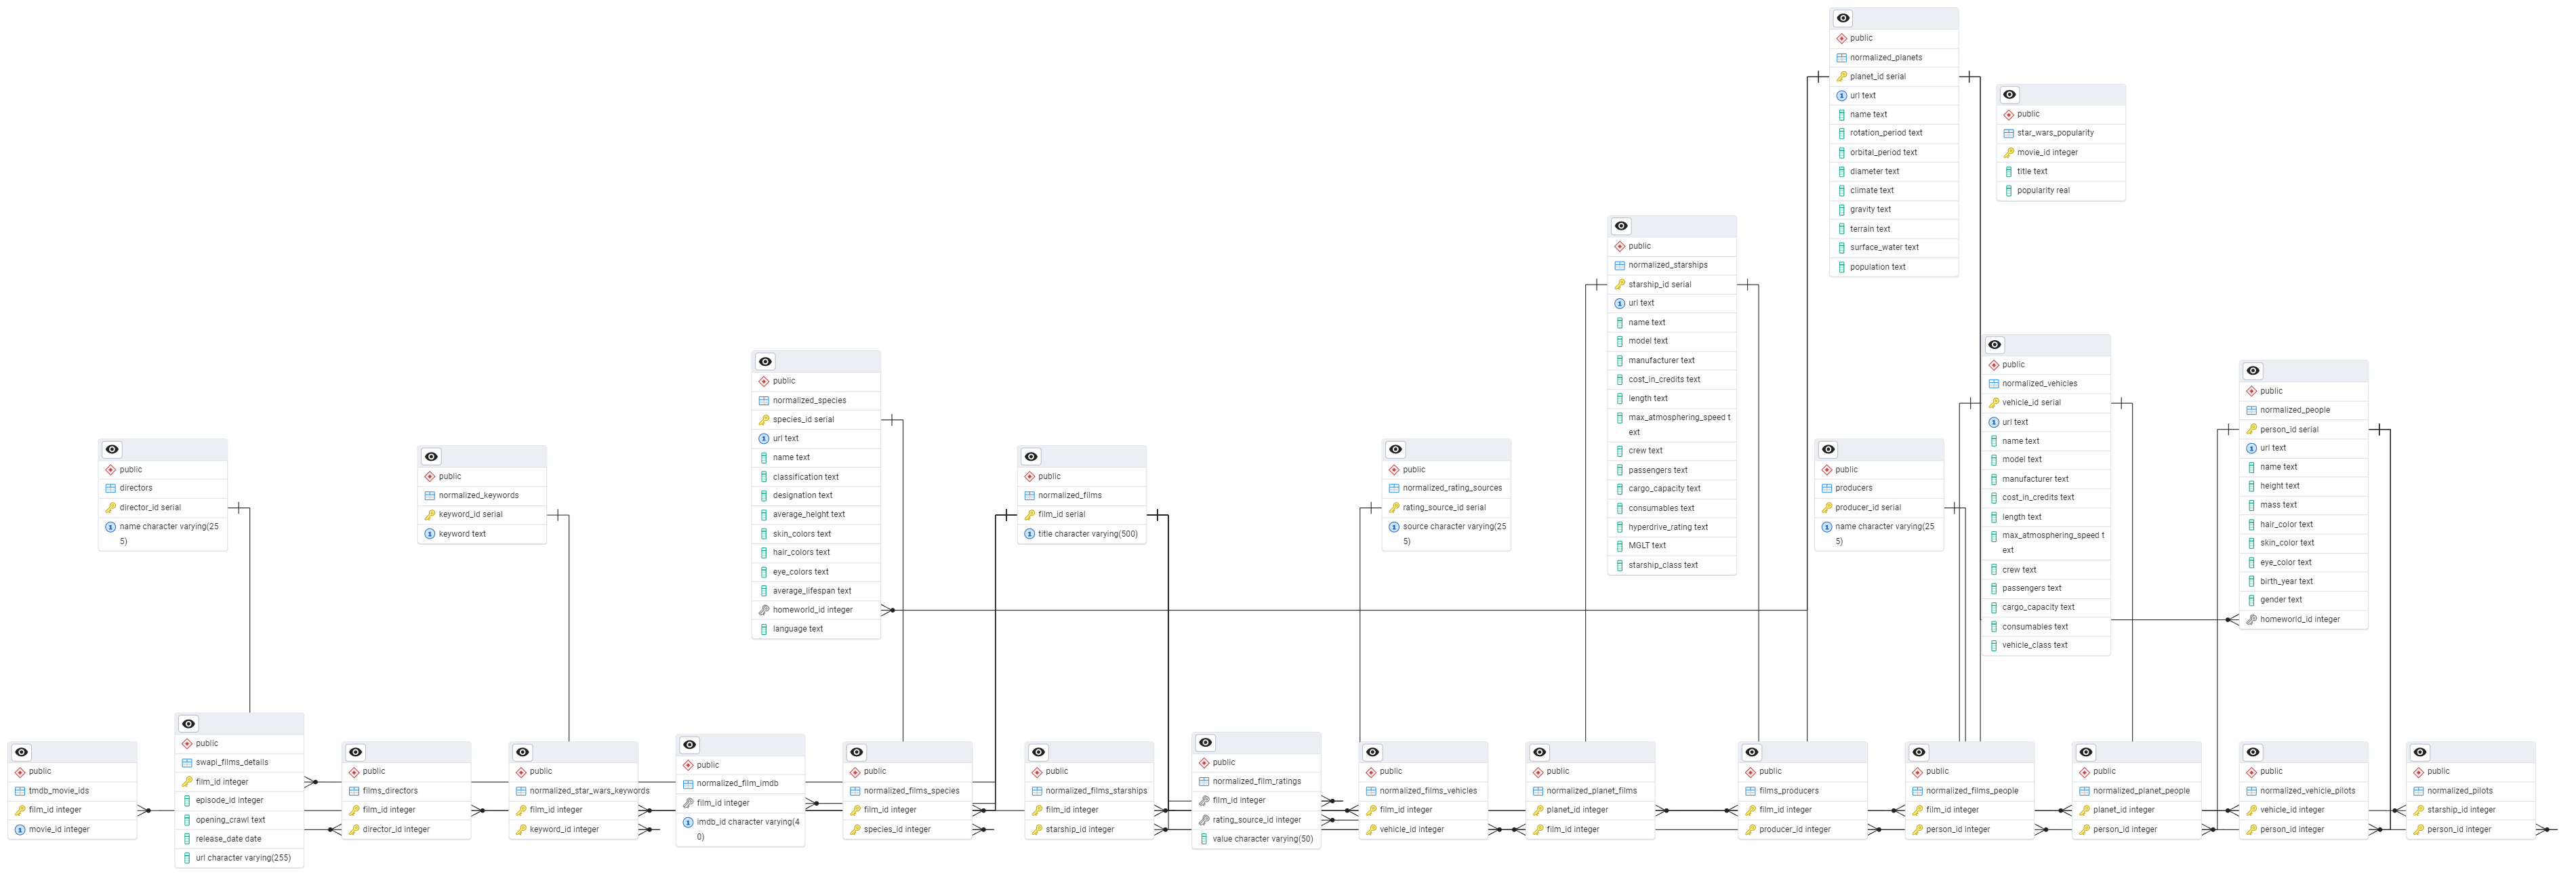 public
normalized_planets
planet_id serial
url text
name text
rotation_period text
orbital_period text
diameter text
climate text
gravity text
terrain text
surface_water text
population text
public
star_wars_popularity
movie_id integer
title text
popularity real
public
normalized_starships
starship_id serial
url text
name text
model text
manufacturer text
cost_in_credits text
length text
max_atmosphering_speed t
ext
crew text
passengers text
cargo_capacity text
consumables text
hyperdrive_rating text
MGLT text
starship_class text
public
normalized_vehicles
vehicle_id serial
url text
name text
model text
manufacturer text
cost_in_credits text
length text
max_atmosphering_speed t
ext
crew text
passengers text
cargo_capacity text
consumables text
vehicle_class text
public
normalized_people
person_id serial
url text
name text
height text
mass text
hair_color text
skin_color text
eye_color text
birth_year text
gender text
homeworld_id integer
public
normalized_species
species_id serial
url text
name text
classification text
designation text
average_height text
skin_colors text
hair_colors text
eye_colors text
average_lifespan text
homeworld_id integer
language text
public
directors
director_id serial
name character varying(25
5)
public
normalized_keywords
keyword_id serial
keyword text
public
normalized_films
film_id serial
title character varying(500)
public
normalized_rating_sources
rating_source_id serial
source character varying(25
5)
public
producers
producer_id serial
name character varying(25
5)
public
tmdb_movie_ids
film_id integer
movie_id integer
public
swapi_films_details
film_id integer
episode_id integer
opening_crawl text
release_date date
url character varying(255)
public
films_directors
film_id integer
director_id integer
public
normalized_star_wars_keywords
film_id integer
keyword_id integer
public
normalized_film_imdb
film_id integer
imdb_id character varying(4
0)
public
normalized_films_species
film_id integer
species_id integer
public
normalized_films_starships
film_id integer
starship_id integer
public
normalized_film_ratings
film_id integer
rating_source_id integer
value character varying(50)
public
normalized_films_vehicles
film_id integer
vehicle_id integer
public
normalized_planet_films
planet_id integer
film_id integer
public
films_producers
film_id integer
producer_id integer
public
normalized_films_people
film_id integer
person_id integer
public
normalized_planet_people
planet_id integer
person_id integer
public
normalized_vehicle_pilots
vehicle_id integer
person_id integer
public
normalized_pilots
starship_id integer
person_id integer